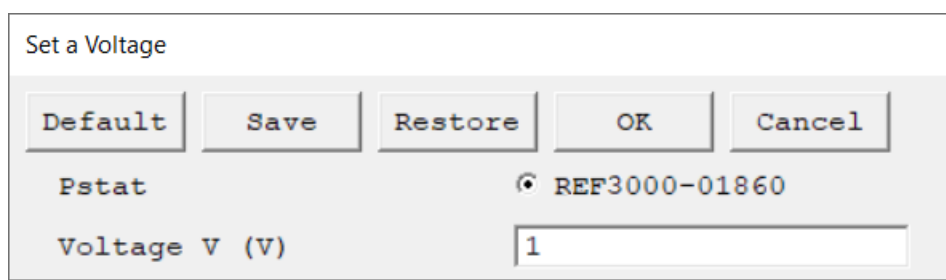 Set a Voltage
Default Save Restore OK Cancel
Pstat REF3000-01860
Voltage V (V) 1